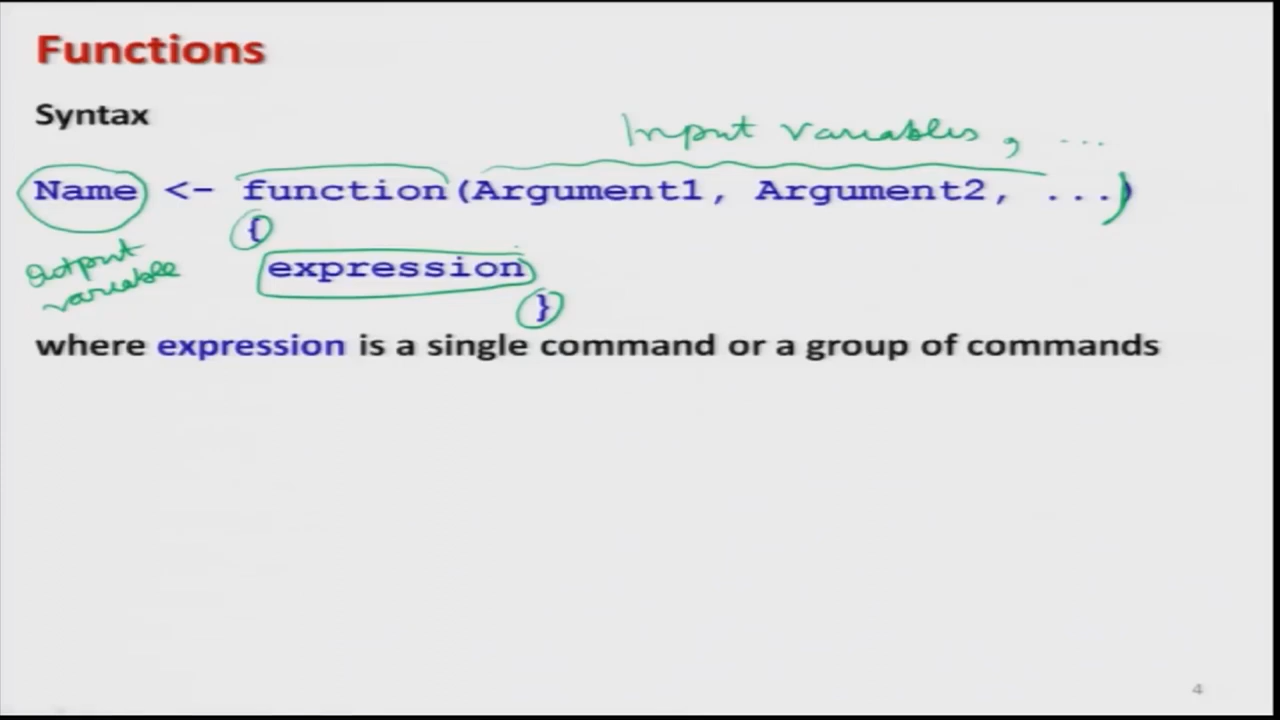 Functions
Syntax
Input variables, ...
Name <- function(Argument1, Argument2, ...)
{
output
variable
expression
}
where expression is a single command or a group of commands
4